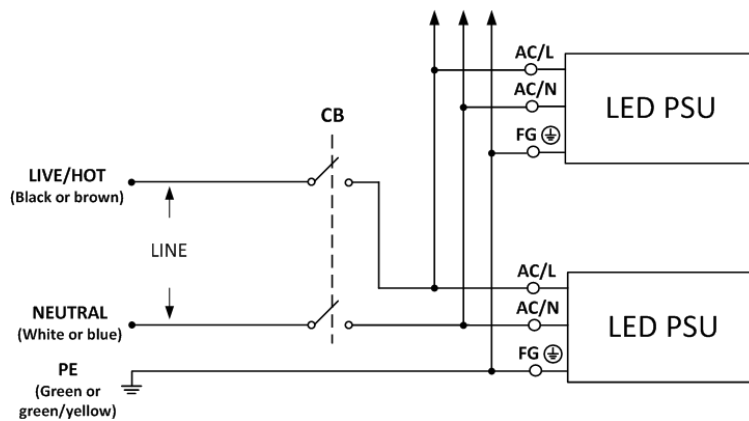 AC/L
AC/N
FG
LED PSU
CB
LIVE/HOT
(Black or brown)
LINE
NEUTRAL
(White or blue)
PE
(Green or
green/yellow)
AC/L
AC/N
FG
LED PSU